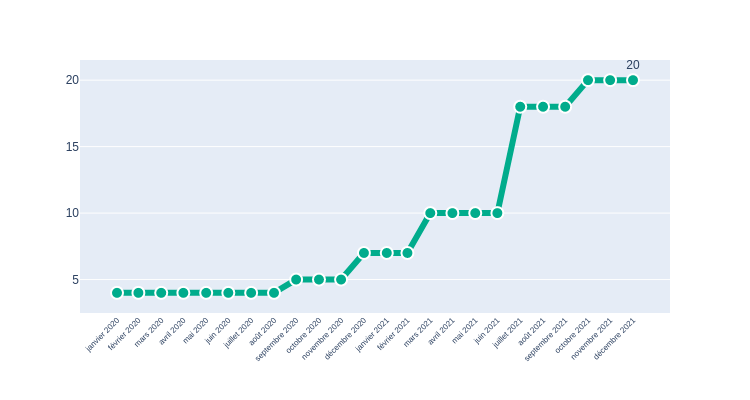 20
20
15
10
5
janvier 2020
février 2020
mars 2020
avril 2020
mai 2020
juin 2020
juillet 2020
août 2020
septembre 2020
octobre 2020
novembre 2020
décembre 2020
janvier 2021
février 2021
mars 2021
avril 2021
mai 2021
juin 2021
juillet 2021
août 2021
septembre 2021
octobre 2021
novembre 2021
décembre 2021